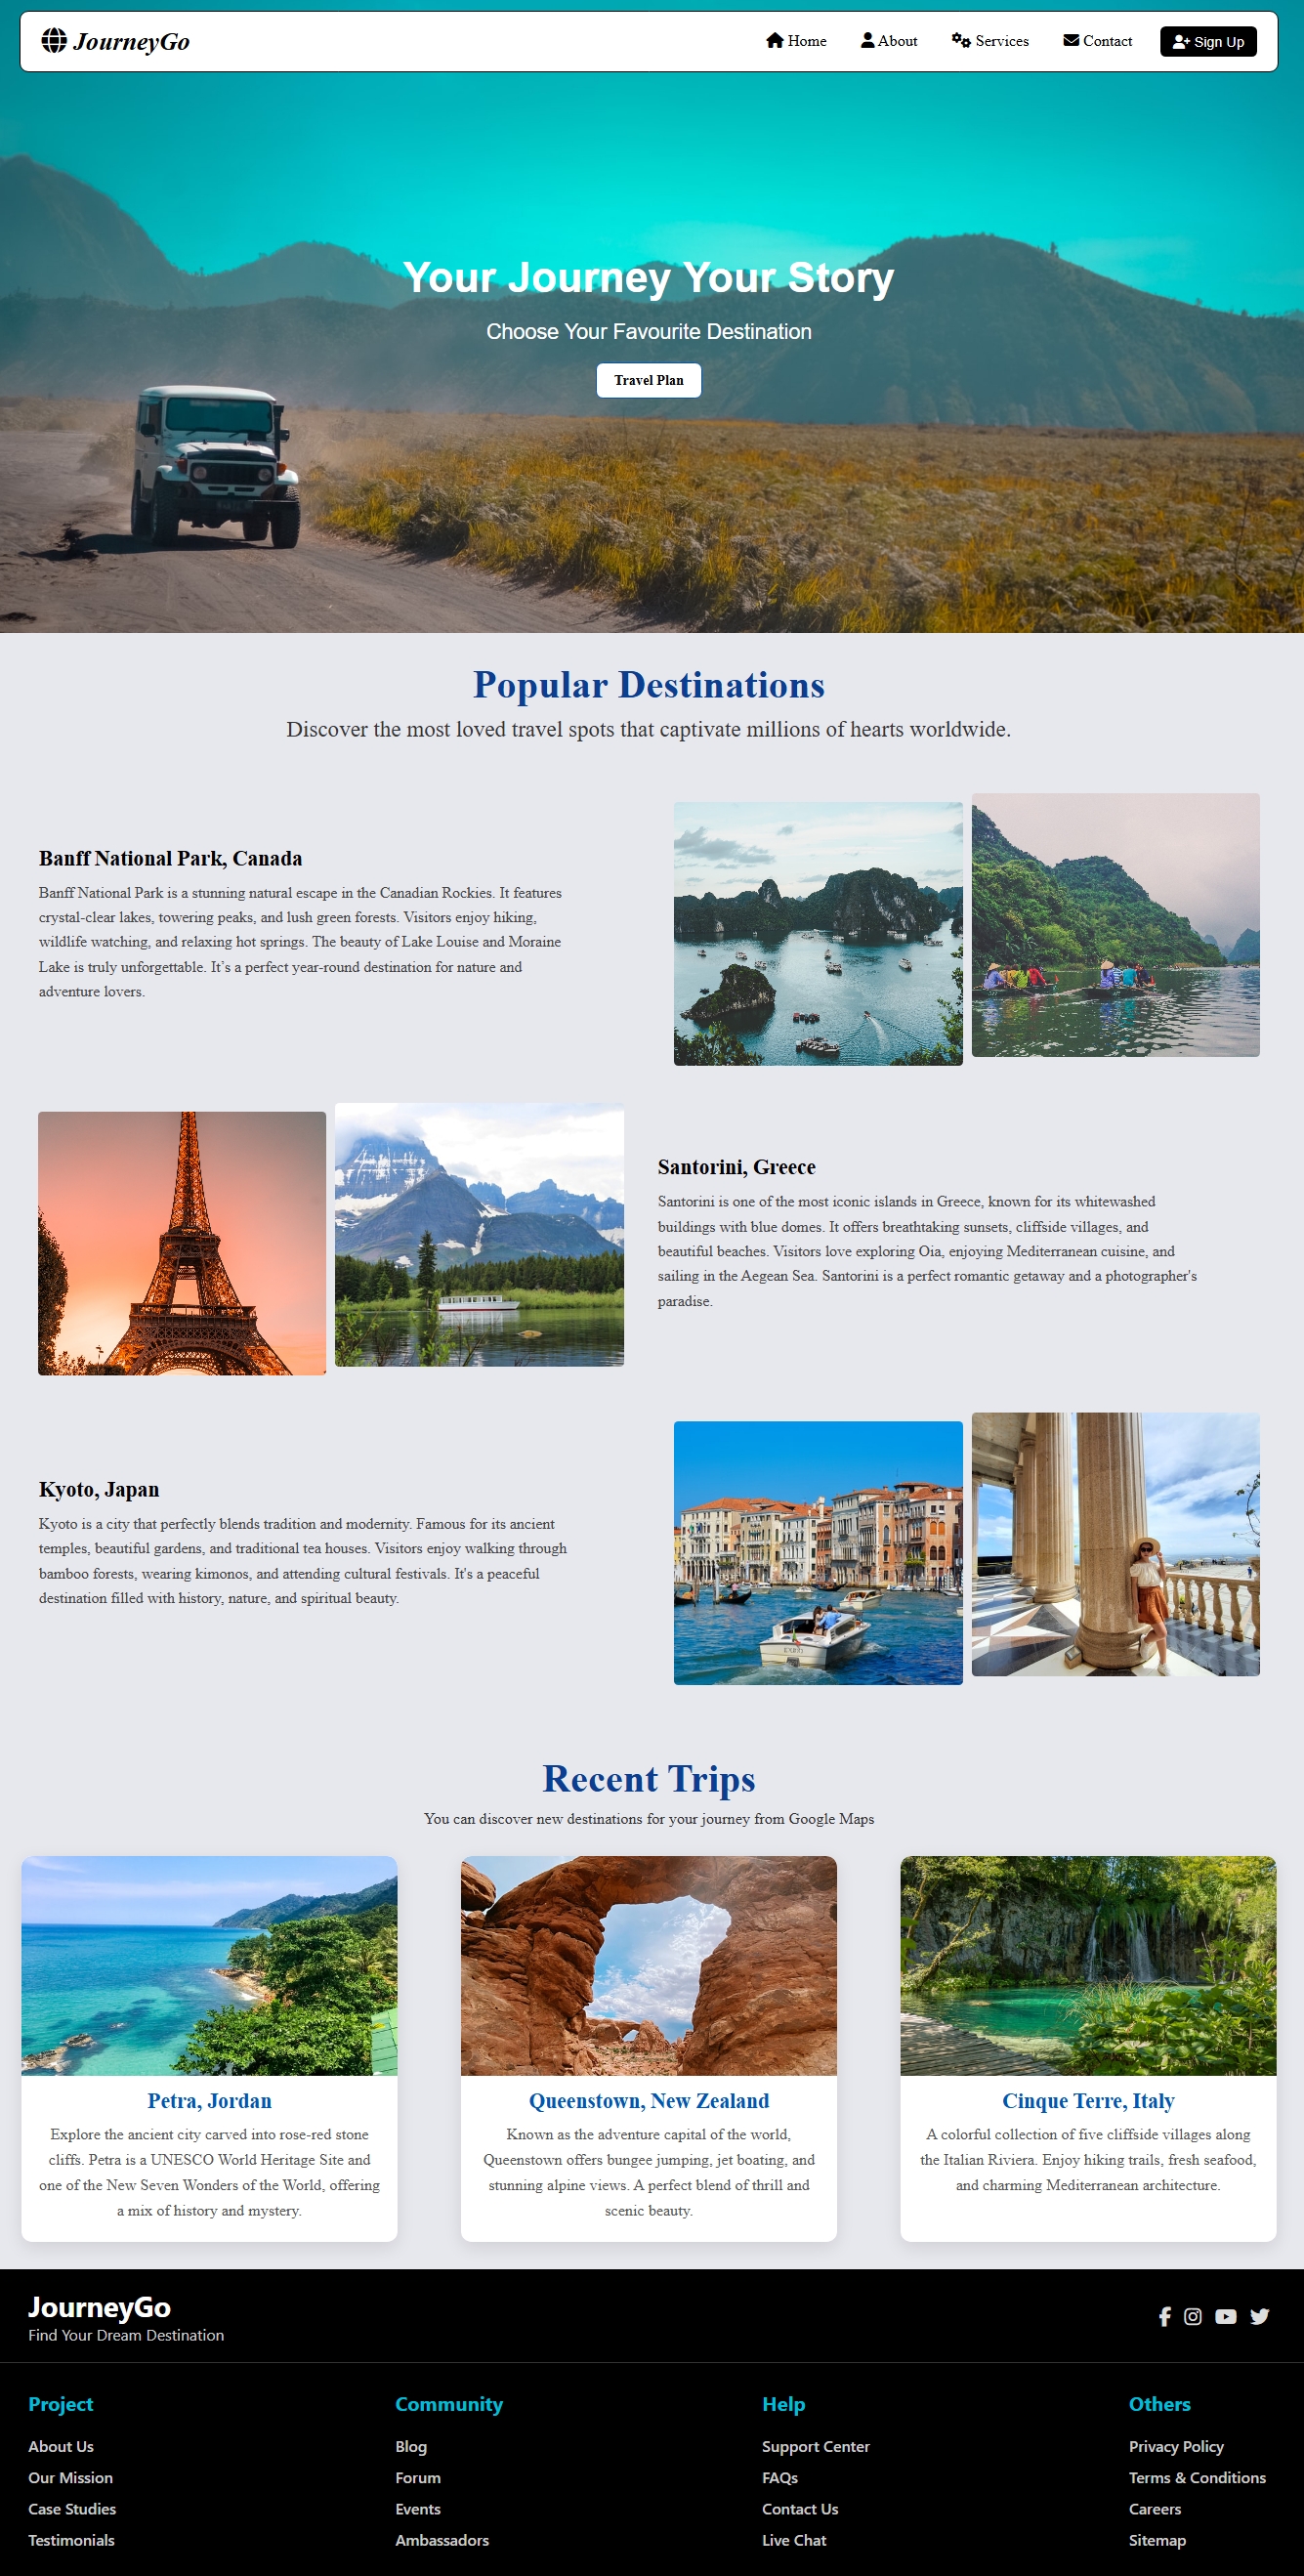 JourneyGo
Home About Services Contact Sign Up
Your Journey Your Story
Choose Your Favourite Destination
Travel Plan
Popular Destinations
Discover the most loved travel spots that captivate millions of hearts worldwide.
Banff National Park, Canada
Banff National Park is a stunning natural escape in the Canadian Rockies. It features
crystal-clear lakes, towering peaks, and lush green forests. Visitors enjoy hiking,
wildlife watching, and relaxing hot springs. The beauty of Lake Louise and Moraine
Lake is truly unforgettable. It’s a perfect year-round destination for nature and
adventure lovers.
Santorini, Greece
Santorini is one of the most iconic islands in Greece, known for its whitewashed
buildings with blue domes. It offers breathtaking sunsets, cliffside villages, and
beautiful beaches. Visitors love exploring Oia, enjoying Mediterranean cuisine, and
sailing in the Aegean Sea. Santorini is a perfect romantic getaway and a photographer's
paradise.
Kyoto, Japan
Kyoto is a city that perfectly blends tradition and modernity. Famous for its ancient
temples, beautiful gardens, and traditional tea houses. Visitors enjoy walking through
bamboo forests, wearing kimonos, and attending cultural festivals. It's a peaceful
destination filled with history, nature, and spiritual beauty.
Recent Trips
You can discover new destinations for your journey from Google Maps
Petra, Jordan
Explore the ancient city carved into rose-red stone
cliffs. Petra is a UNESCO World Heritage Site and
one of the New Seven Wonders of the World, offering
a mix of history and mystery.
Queenstown, New Zealand
Known as the adventure capital of the world,
Queenstown offers bungee jumping, jet boating, and
stunning alpine views. A perfect blend of thrill and
scenic beauty.
Cinque Terre, Italy
A colorful collection of five cliffside villages along
the Italian Riviera. Enjoy hiking trails, fresh seafood,
and charming Mediterranean architecture.
JourneyGo
Find Your Dream Destination
Project
About Us
Our Mission
Case Studies
Testimonials
Community
Blog
Forum
Events
Ambassadors
Help
Support Center
FAQs
Contact Us
Live Chat
Others
Privacy Policy
Terms & Conditions
Careers
Sitemap